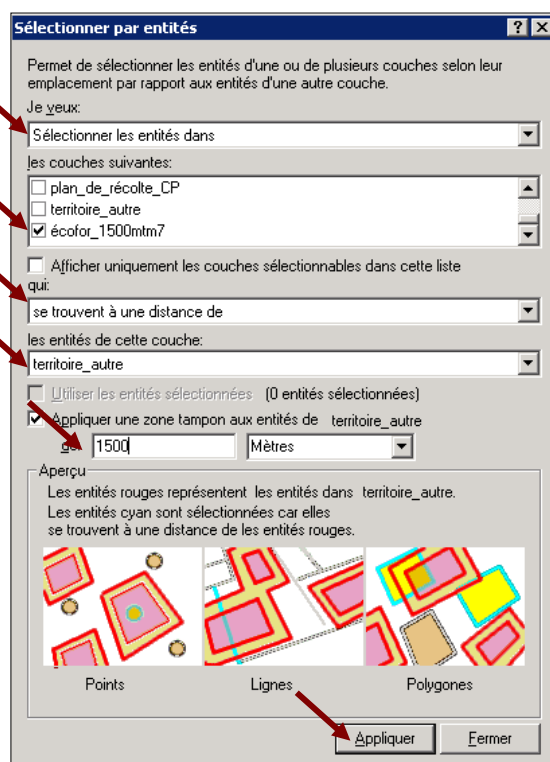 Sélectionner par entités
Permet de sélectionner les entités d'une ou de plusieurs couches selon leur
emplacement par rapport aux entités d'une autre couche.
Je veux:
Sélectionner les entités dans
les couches suivantes:
plan_de_récolte_CP
territoire_autre
écofor_1500mtm7
Afficher uniquement les couches sélectionnables dans cette liste
qui:
se trouvent à une distance de
les entités de cette couche:
territoire_autre
Utiliser les entités sélectionnées (0 entités sélectionnées)
Appliquer une zone tampon aux entités de territoire_autre
de 1500 Mètres
Aperçu
Les entités rouges représentent les entités dans territoire_autre.
Les entités cyan sont sélectionnées car elles
se trouvent à une distance de les entités rouges.
Points Lignes Polygones
Appliquer Fermer